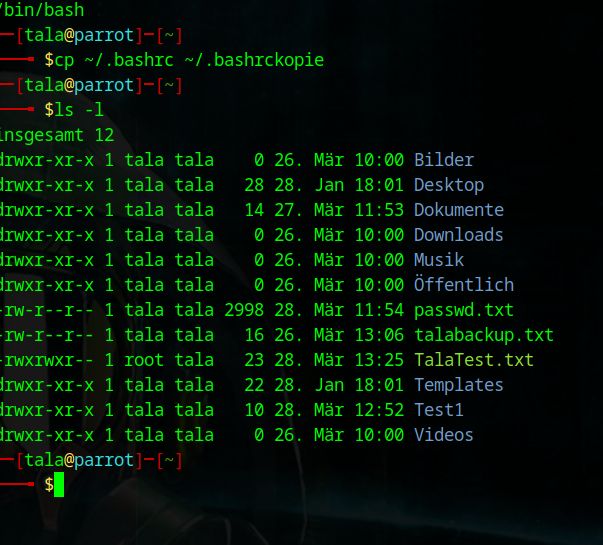 /bin/bash
─[tala@parrot]─[~]
──╼ $cp ~/.bashrc ~/.bashrckopie
─[tala@parrot]─[~]
──╼ $ls -l
insgesamt 12
drwxr-xr-x 1 tala tala    0 26. Mär 10:00 Bilder
drwxr-xr-x 1 tala tala   28 28. Jan 18:01 Desktop
drwxr-xr-x 1 tala tala   14 27. Mär 11:53 Dokumente
drwxr-xr-x 1 tala tala    0 26. Mär 10:00 Downloads
drwxr-xr-x 1 tala tala    0 26. Mär 10:00 Musik
drwxr-xr-x 1 tala tala    0 26. Mär 10:00 Öffentlich
-rw-r--r-- 1 tala tala 2998 28. Mär 11:54 passwd.txt
-rw-r--r-- 1 tala tala   16 26. Mär 13:06 talabackup.txt
-rwxrwxr-- 1 root tala   23 28. Mär 13:25 TalaTest.txt
drwxr-xr-x 1 tala tala   22 28. Jan 18:01 Templates
drwxr-xr-x 1 tala tala   10 28. Mär 12:52 Test1
drwxr-xr-x 1 tala tala    0 26. Mär 10:00 Videos
─[tala@parrot]─[~]
──╼ $